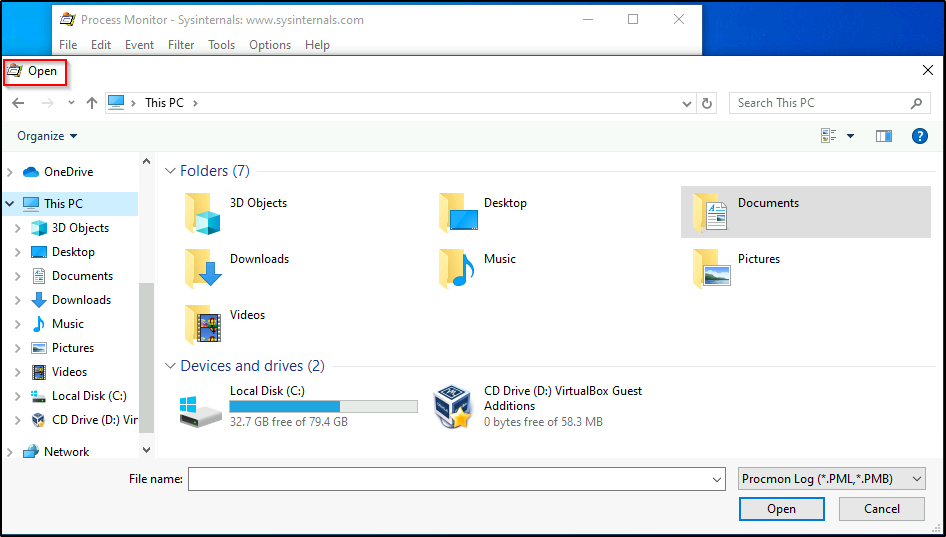 Process Monitor - Sysinternals: www.sysinternals.com
File Edit Event Filter Tools Options Help
Open
This PC
Search This PC
Organize
OneDrive
This PC
3D Objects
Desktop
Documents
Downloads
Music
Pictures
Videos
Local Disk (C:)
CD Drive (D:) Vir
Network
Folders (7)
3D Objects
Desktop
Documents
Downloads
Music
Pictures
Videos
Devices and drives (2)
Local Disk (C:)
32.7 GB free of 79.4 GB
CD Drive (D:) VirtualBox Guest
Additions
0 bytes free of 58.3 MB
File name:
Procmon Log (*.PML,*.PMB)
Open
Cancel